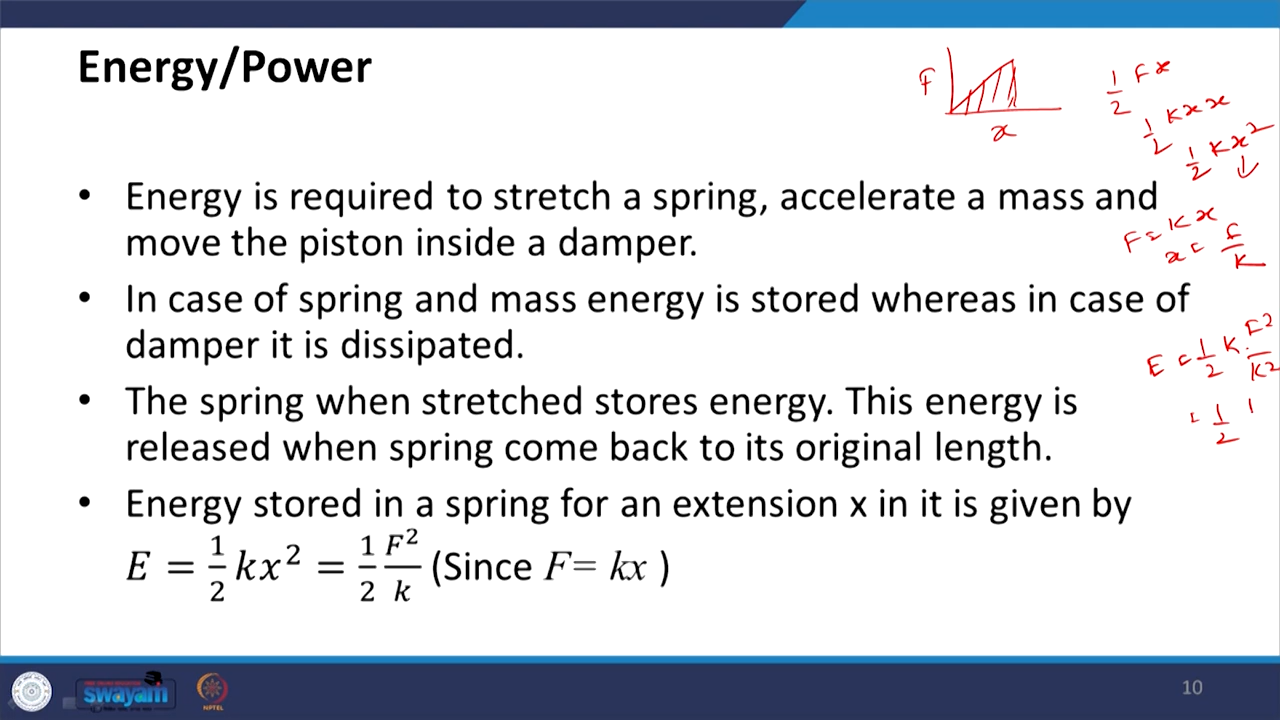 Energy/Power
F
x
1/2 F x
1/2 K x x
1/2 K x²
• Energy is required to stretch a spring, accelerate a mass and
move the piston inside a damper.
F = K x
x = F/K
• In case of spring and mass energy is stored whereas in case of
damper it is dissipated.
E = 1/2 K · F²/K²
• The spring when stretched stores energy. This energy is
released when spring come back to its original length.
= 1/2
• Energy stored in a spring for an extension x in it is given by
E = 1/2 kx² = 1/2 F²/k (Since F= kx )
swayam
NPTEL
10